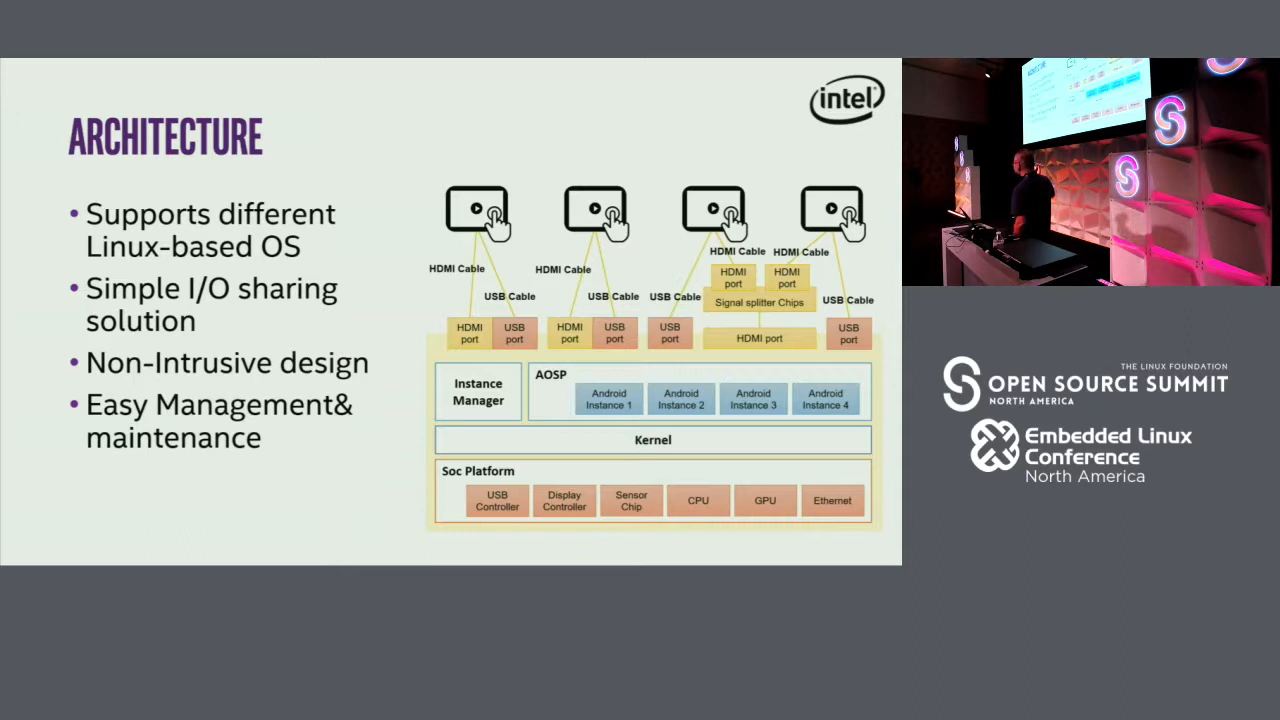 intel
ARCHITECTURE
• Supports different
Linux-based OS
• Simple I/O sharing
solution
• Non-Intrusive design
• Easy Management&
maintenance
HDMI Cable
USB Cable
HDMI Cable
USB Cable
USB Cable
HDMI Cable
HDMI Cable
USB Cable
HDMI
port
HDMI
port
Signal splitter Chips
HDMI
port
USB
port
HDMI
port
USB
port
USB
port
HDMI port
USB
port
Instance
Manager
AOSP
Android
Instance 1
Android
Instance 2
Android
Instance 3
Android
Instance 4
Kernel
Soc Platform
USB
Controller
Display
Controller
Sensor
Chip
CPU
GPU
Ethernet
THE LINUX FOUNDATION
OPEN SOURCE SUMMIT
NORTH AMERICA
Embedded Linux
Conference
North America